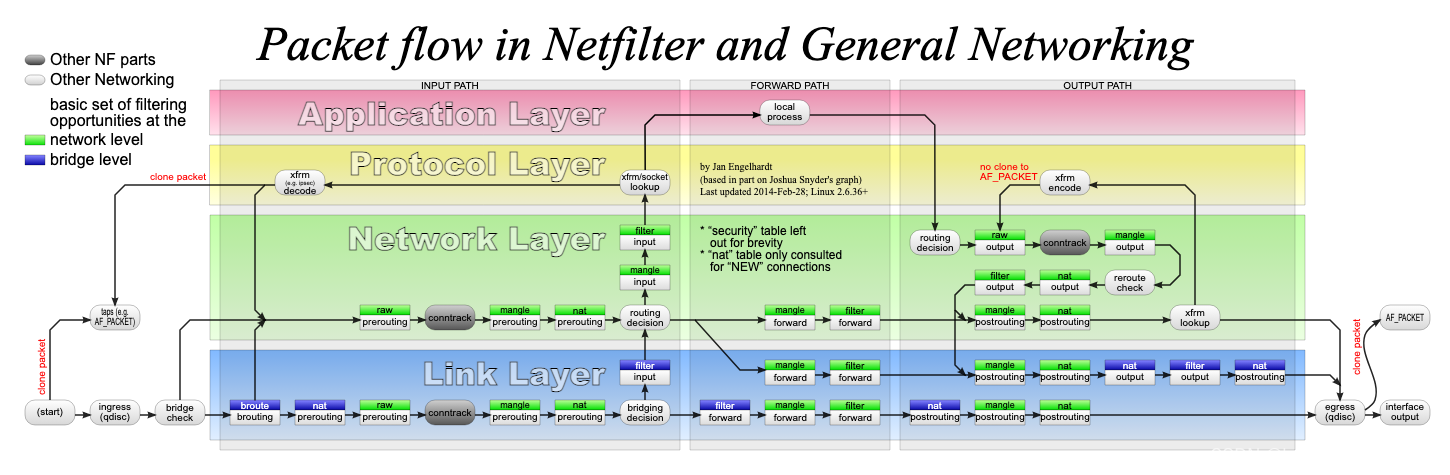 Packet flow in Netfilter and General Networking
Other NF parts
Other Networking
basic set of filtering
opportunities at the
network level
bridge level
INPUT PATH
FORWARD PATH
OUTPUT PATH
Application Layer
local
process
Protocol Layer
clone packet
xfrm
(e.g. ipsec)
decode
xfrm/socket
lookup
by Jan Engelhardt
(based in part on Joshua Snyder's graph)
Last updated 2014-Feb-28; Linux 2.6.36+
no clone to
AF_PACKET
xfrm
encode
Network Layer
filter
input
mangle
input
* “security” table left
out for brevity
* “nat” table only consulted
for “NEW” connections
routing
decision
raw
output
conntrack
mangle
output
filter
output
nat
output
reroute
check
taps (e.g.
AF_PACKET)
raw
prerouting
conntrack
mangle
prerouting
nat
prerouting
routing
decision
mangle
forward
filter
forward
mangle
postrouting
nat
postrouting
xfrm
lookup
AF_PACKET
clone packet
clone packet
Link Layer
filter
input
mangle
forward
filter
forward
mangle
postrouting
nat
postrouting
nat
output
filter
output
nat
postrouting
(start)
ingress
(qdisc)
bridge
check
broute
brouting
nat
prerouting
raw
prerouting
conntrack
mangle
prerouting
nat
prerouting
bridging
decision
filter
forward
mangle
forward
filter
forward
nat
postrouting
mangle
postrouting
nat
postrouting
egress
(qdisc)
interface
output